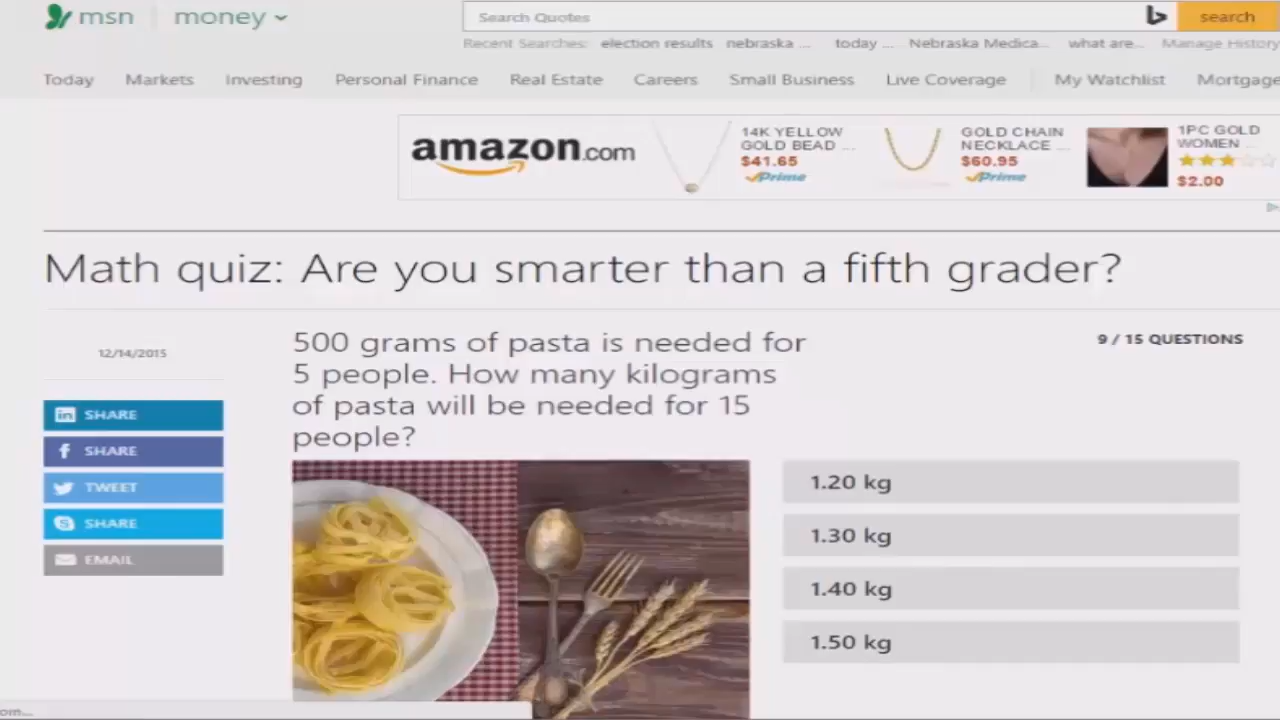 msn money
Search Quotes
search
Recent Searches: election results nebraska ... today ... Nebraska Medica... what are... Manage History
Today Markets Investing Personal Finance Real Estate Careers Small Business Live Coverage My Watchlist Mortgage
amazon.com
14K YELLOW
GOLD BEAD ...
$41.65
Prime
GOLD CHAIN
NECKLACE ...
$60.95
Prime
1PC GOLD
WOMEN ...
$2.00
Math quiz: Are you smarter than a fifth grader?
12/14/2015
SHARE
SHARE
TWEET
SHARE
EMAIL
500 grams of pasta is needed for
5 people. How many kilograms
of pasta will be needed for 15
people?
9 / 15 QUESTIONS
1.20 kg
1.30 kg
1.40 kg
1.50 kg
om...